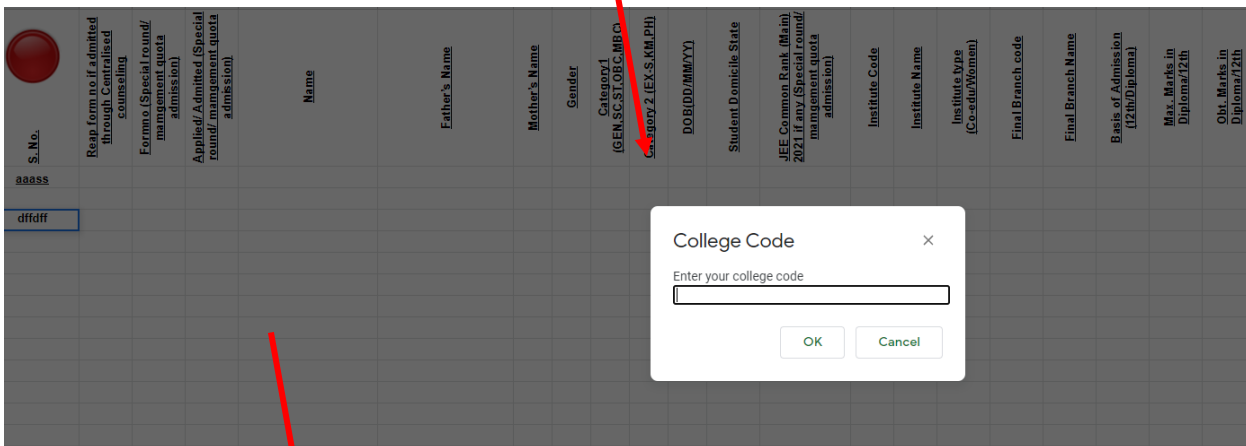 S. No.
Reap form no if admitted
through Centralised
counseling
Formno (Special round/
mamgement quota
admission)
Applied/ Admitted (Special
round/ mamgement quota
admission)
Name
Father's Name
Mother's Name
Gender
Category1
(GEN,SC,ST,OBC,MBC)
Category 2 (EX-S,KM,PH)
DOB(DD/MM/YY)
Student Domicile State
JEE Common Rank (Main)
2021 if any (Special round/
mamgement quota
admission)
Institute Code
Institute Name
Institute type
(Co-edu/Women)
Final Branch code
Final Branch Name
Basis of Admission
(12th/Diploma)
Max. Marks in
Diploma/12th
Obt. Marks in
Diploma/12th
aaass
dffdff
College Code
Enter your college code
OK
Cancel